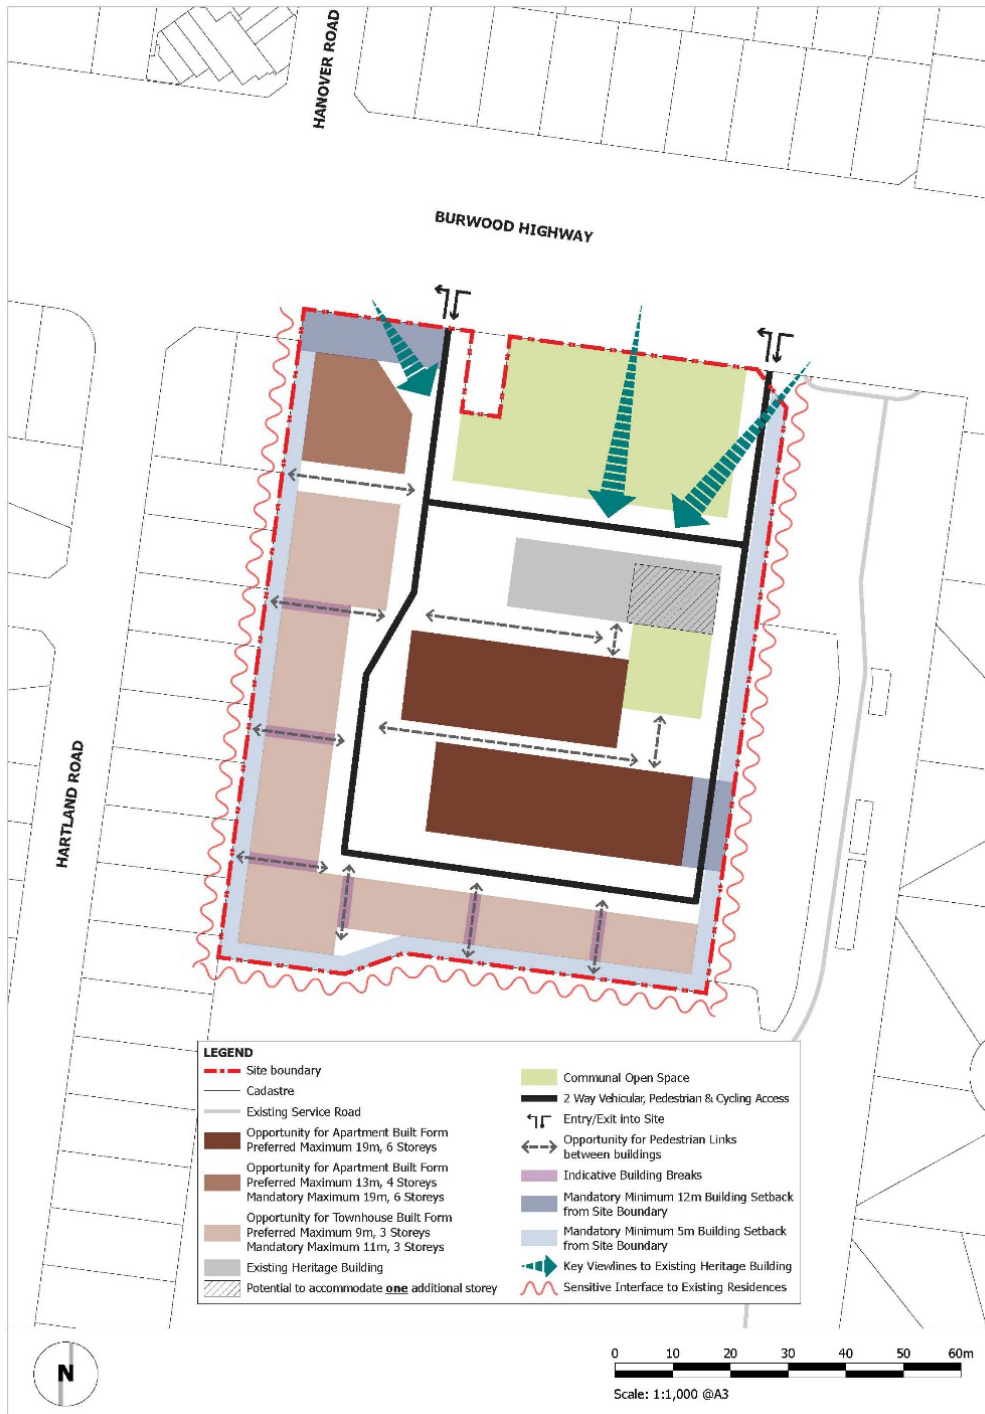 HANOVER ROAD
BURWOOD HIGHWAY
HARTLAND ROAD
LEGEND
Site boundary
Cadastre
Existing Service Road
Opportunity for Apartment Built Form
Preferred Maximum 19m, 6 Storeys
Opportunity for Apartment Built Form
Preferred Maximum 13m, 4 Storeys
Mandatory Maximum 19m, 6 Storeys
Opportunity for Townhouse Built Form
Preferred Maximum 9m, 3 Storeys
Mandatory Maximum 11m, 3 Storeys
Existing Heritage Building
Potential to accommodate one additional storey
Communal Open Space
2 Way Vehicular, Pedestrian & Cycling Access
Entry/Exit into Site
Opportunity for Pedestrian Links
between buildings
Indicative Building Breaks
Mandatory Minimum 12m Building Setback
from Site Boundary
Mandatory Minimum 5m Building Setback
from Site Boundary
Key Viewlines to Existing Heritage Building
Sensitive Interface to Existing Residences
N
0 10 20 30 40 50 60m
Scale: 1:1,000 @A3